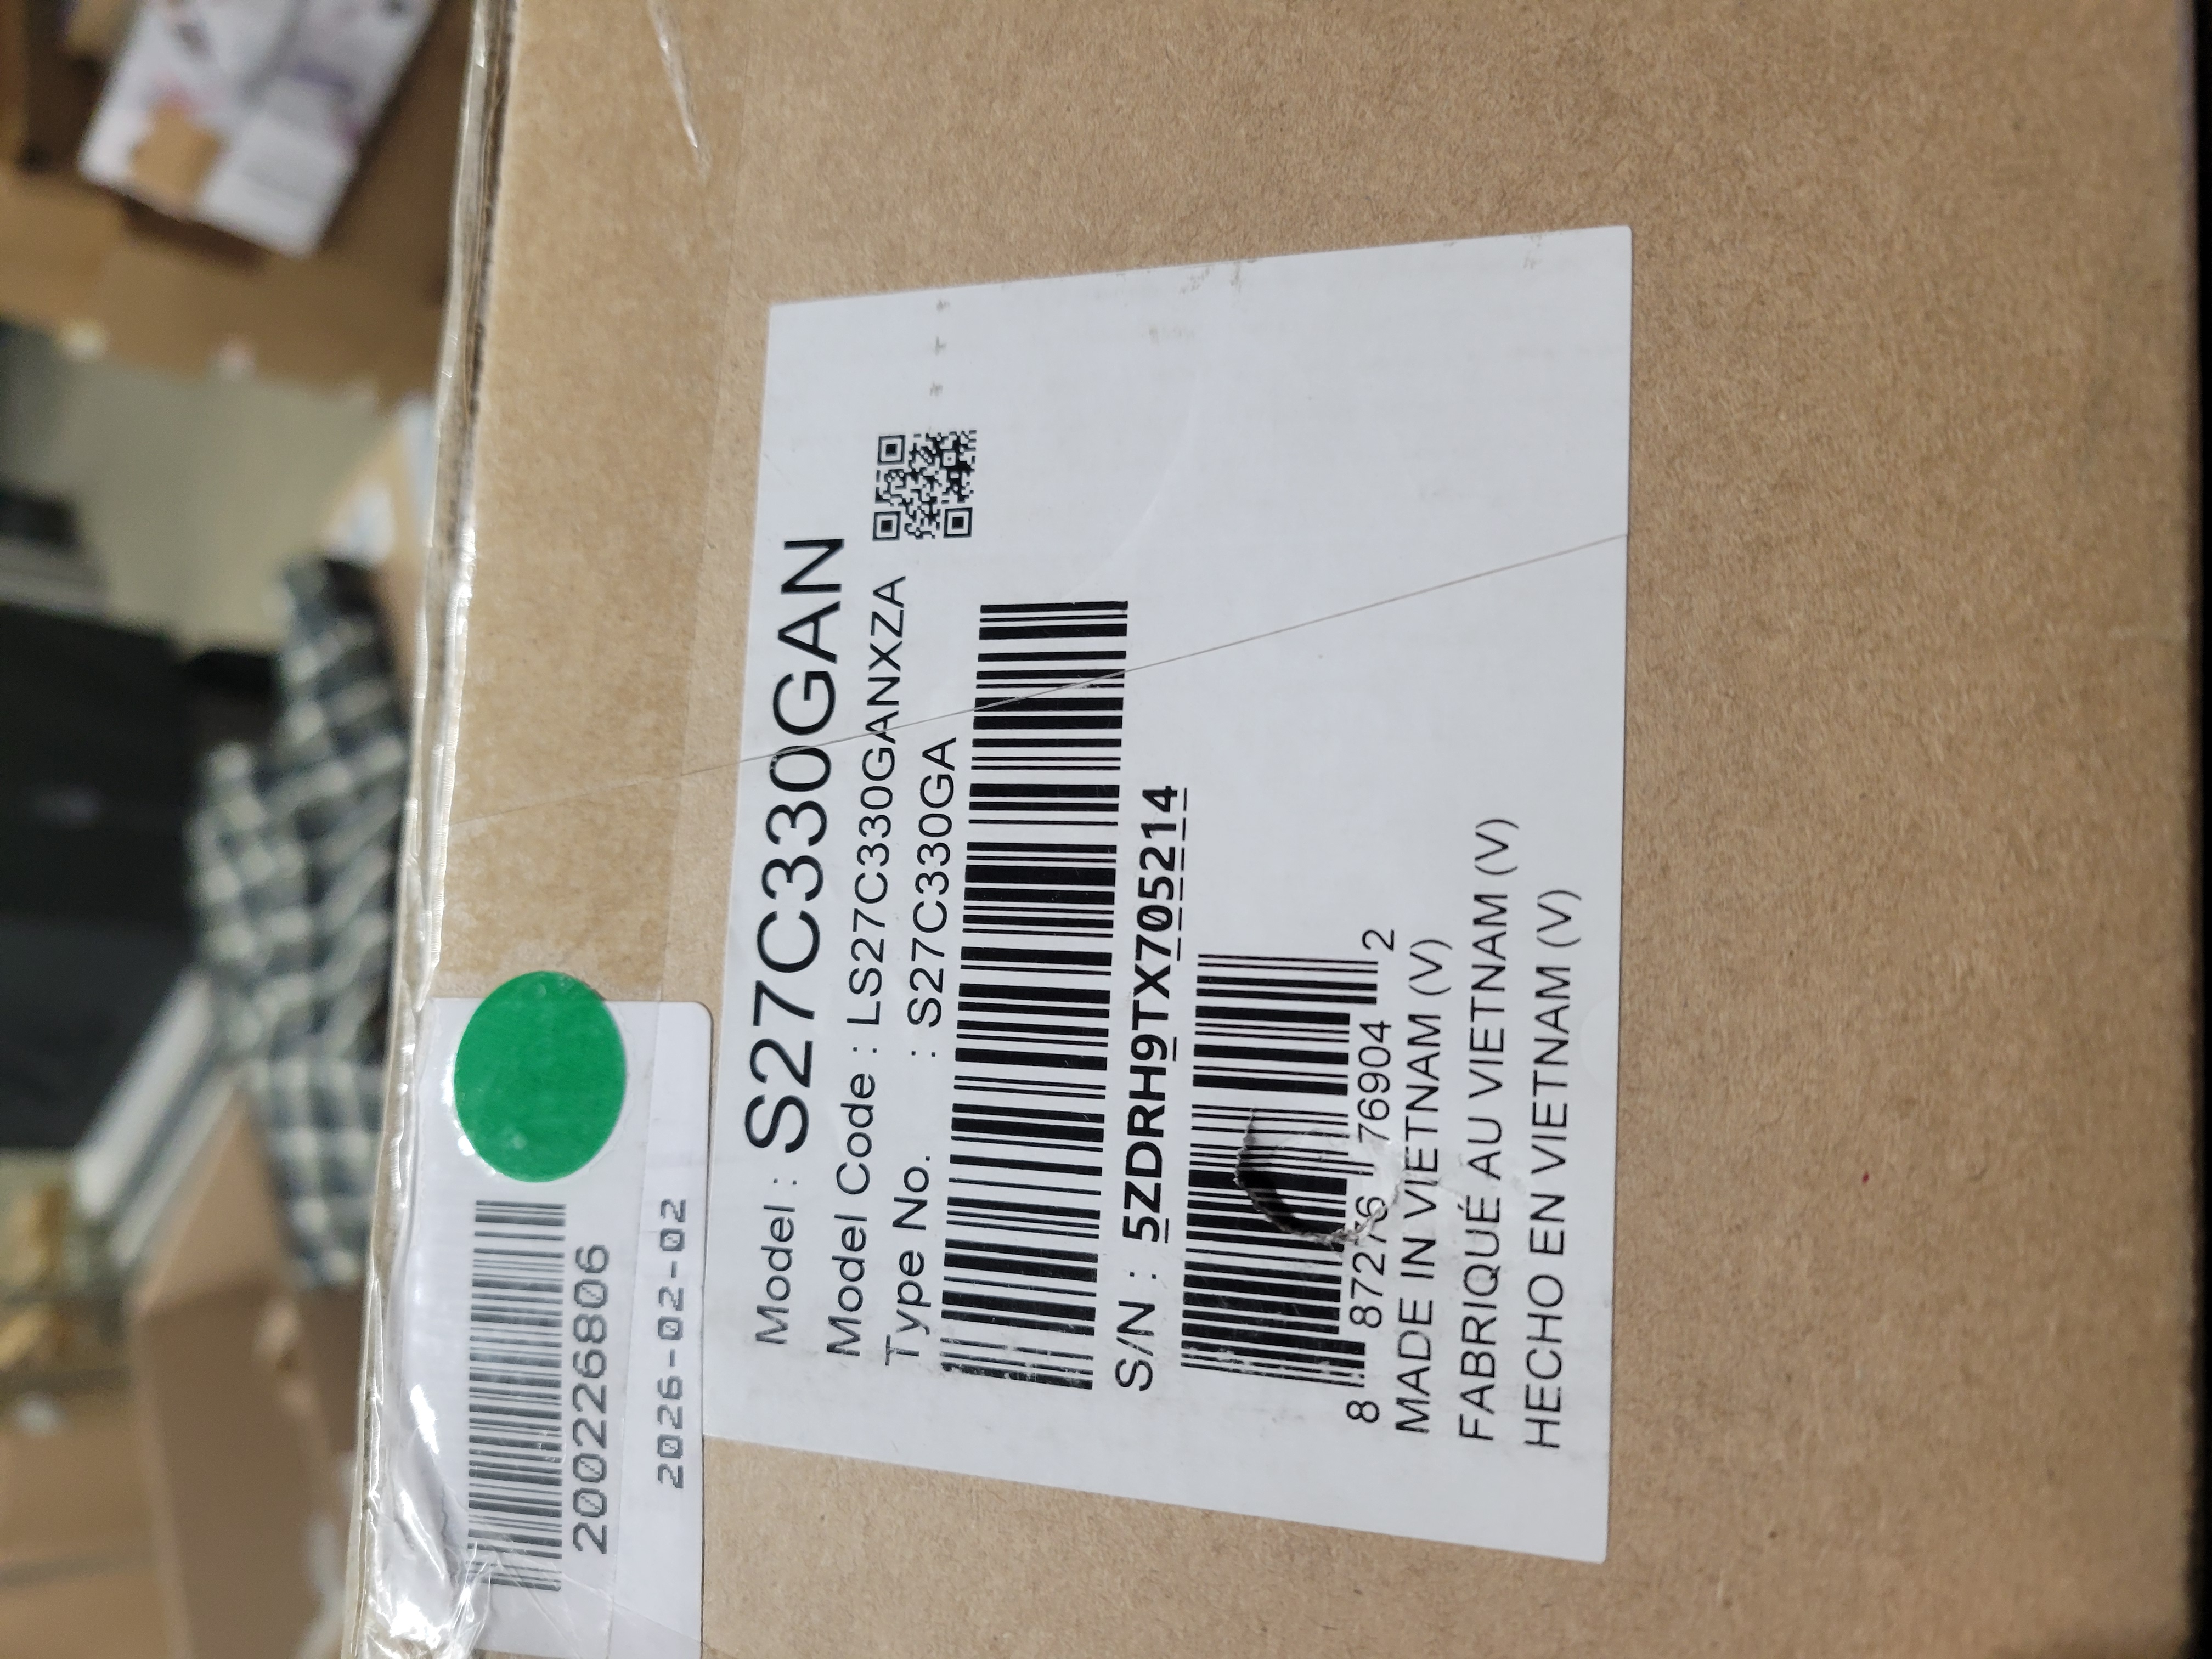 200226806
2026-02-02
Model : S27C330GAN
Model Code : LS27C330GANXZA
Type No. : S27C330GA
S/N : 5ZDRH9TX705214
8 87276 76904 2
MADE IN VIETNAM (V)
FABRIQUÉ AU VIETNAM (V)
HECHO EN VIETNAM (V)